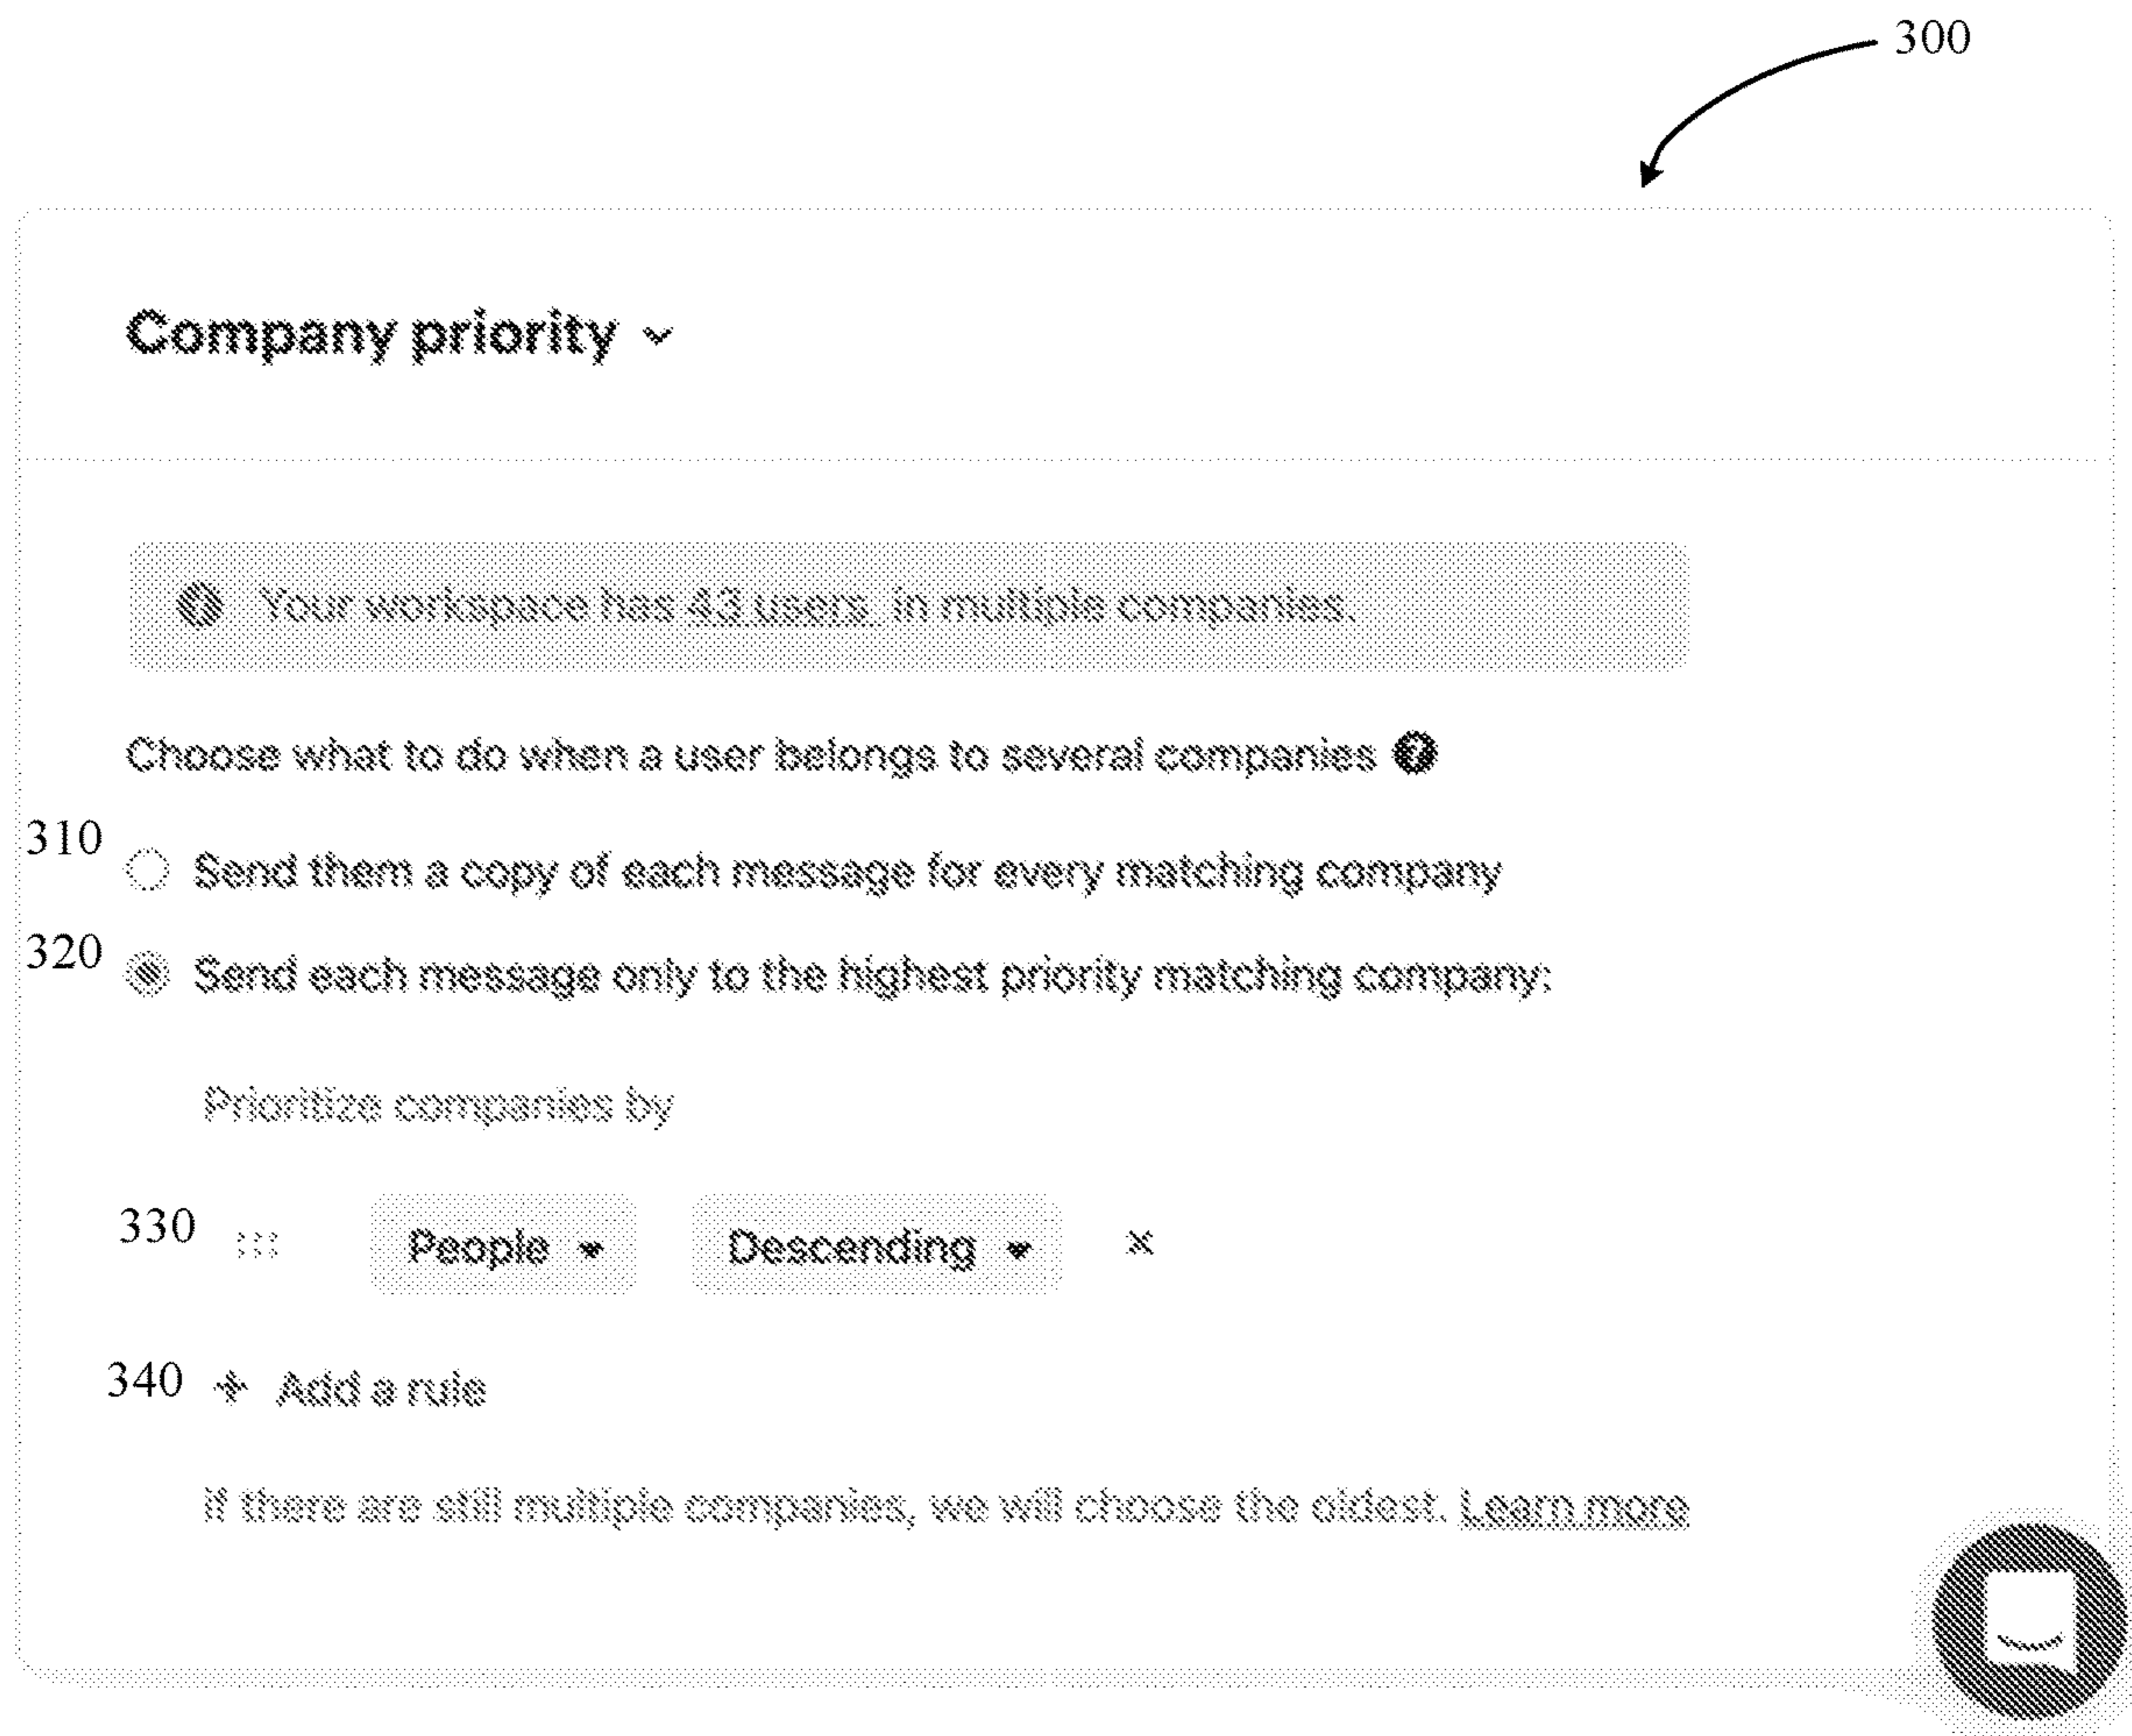 300
Company priority
Your workspace has 43 users in multiple companies.
Choose what to do when a user belongs to several companies ?
310
Send them a copy of each message for every matching company
320
Send each message only to the highest priority matching company:
Prioritize companies by
330 People Descending ×
340 + Add a rule
If there are still multiple companies, we will choose the oldest. Learn more